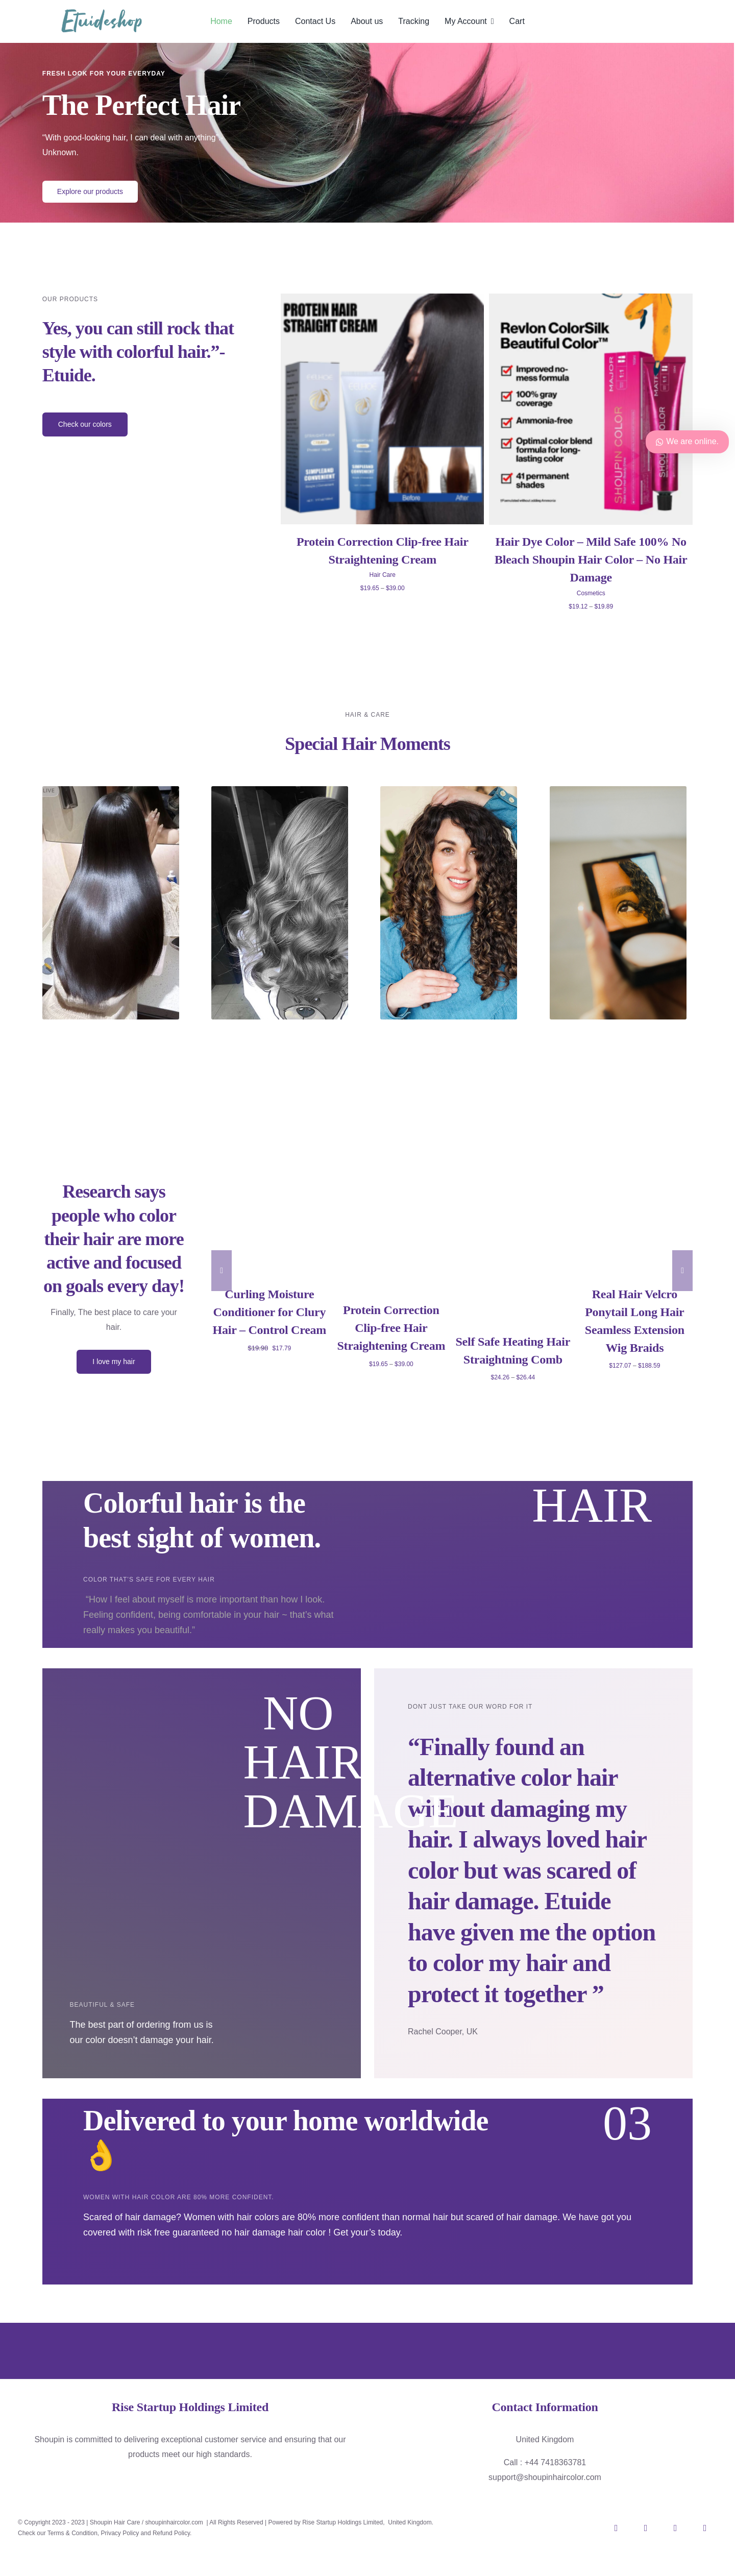 Etuideshop
Home
Products
Contact Us
About us
Tracking
My Account
Cart
FRESH LOOK FOR YOUR EVERYDAY
The Perfect Hair
“With good-looking hair, I can deal with anything”.
Unknown.
Explore our products
OUR PRODUCTS
Yes, you can still rock that
style with colorful hair.”-
Etuide.
Check our colors
PROTEIN HAIR
STRAIGHT CREAM
SIMPLE AND
CONVENIENT
Before
After
Protein Correction Clip-free Hair
Straightening Cream
Hair Care
$19.65 – $39.00
Revlon ColorSilk
Beautiful Color™
Improved no-
mess formula
100% gray
coverage
Ammonia-free
Optimal color blend
formula for long-
lasting color
41 permanent
shades
MAJOR
SHOUPIN COLOR
SHOUPIN COLOR
We are online.
Hair Dye Color – Mild Safe 100% No
Bleach Shoupin Hair Color – No Hair
Damage
Cosmetics
$19.12 – $19.89
HAIR & CARE
Special Hair Moments
LIVE
Research says
people who color
their hair are more
active and focused
on goals every day!
Finally, The best place to care your
hair.
I love my hair
Curling Moisture
Conditioner for Clury
Hair – Control Cream
$19.98 $17.79
Protein Correction
Clip-free Hair
Straightening Cream
$19.65 – $39.00
Self Safe Heating Hair
Straightning Comb
$24.26 – $26.44
Real Hair Velcro
Ponytail Long Hair
Seamless Extension
Wig Braids
$127.07 – $188.59
Colorful hair is the
best sight of women.
HAIR
COLOR THAT'S SAFE FOR EVERY HAIR
“How I feel about myself is more important than how I look.
Feeling confident, being comfortable in your hair ~ that’s what
really makes you beautiful.”
NO
HAIR
DAMAGE
BEAUTIFUL & SAFE
The best part of ordering from us is
our color doesn’t damage your hair.
DONT JUST TAKE OUR WORD FOR IT
“Finally found an
alternative color hair
without damaging my
hair. I always loved hair
color but was scared of
hair damage. Etuide
have given me the option
to color my hair and
protect it together ”
Rachel Cooper, UK
Delivered to your home worldwide
👌
03
WOMEN WITH HAIR COLOR ARE 80% MORE CONFIDENT.
Scared of hair damage? Women with hair colors are 80% more confident than normal hair but scared of hair damage. We have got you
covered with risk free guaranteed no hair damage hair color ! Get your’s today.
Rise Startup Holdings Limited
Shoupin is committed to delivering exceptional customer service and ensuring that our
products meet our high standards.
Contact Information
United Kingdom
Call : +44 7418363781
support@shoupinhaircolor.com
© Copyright 2023 - 2023 | Shoupin Hair Care / shoupinhaircolor.com | All Rights Reserved | Powered by Rise Startup Holdings Limited, United Kingdom.
Check our Terms & Condition, Privacy Policy and Refund Policy.